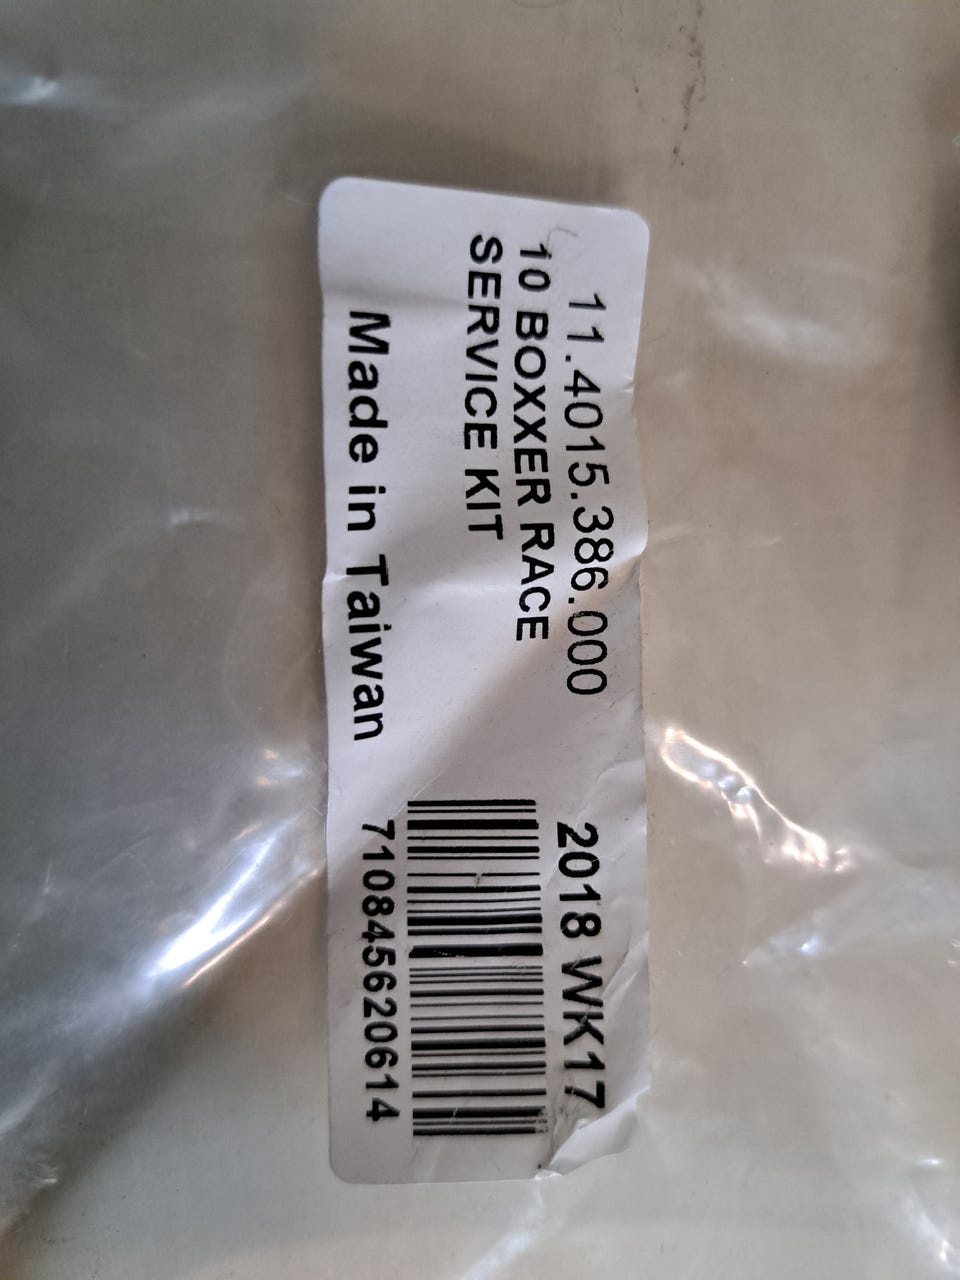 11.4015.386.000
10 BOXXER RACE
SERVICE KIT
Made in Taiwan
2018 WK17
710845620614